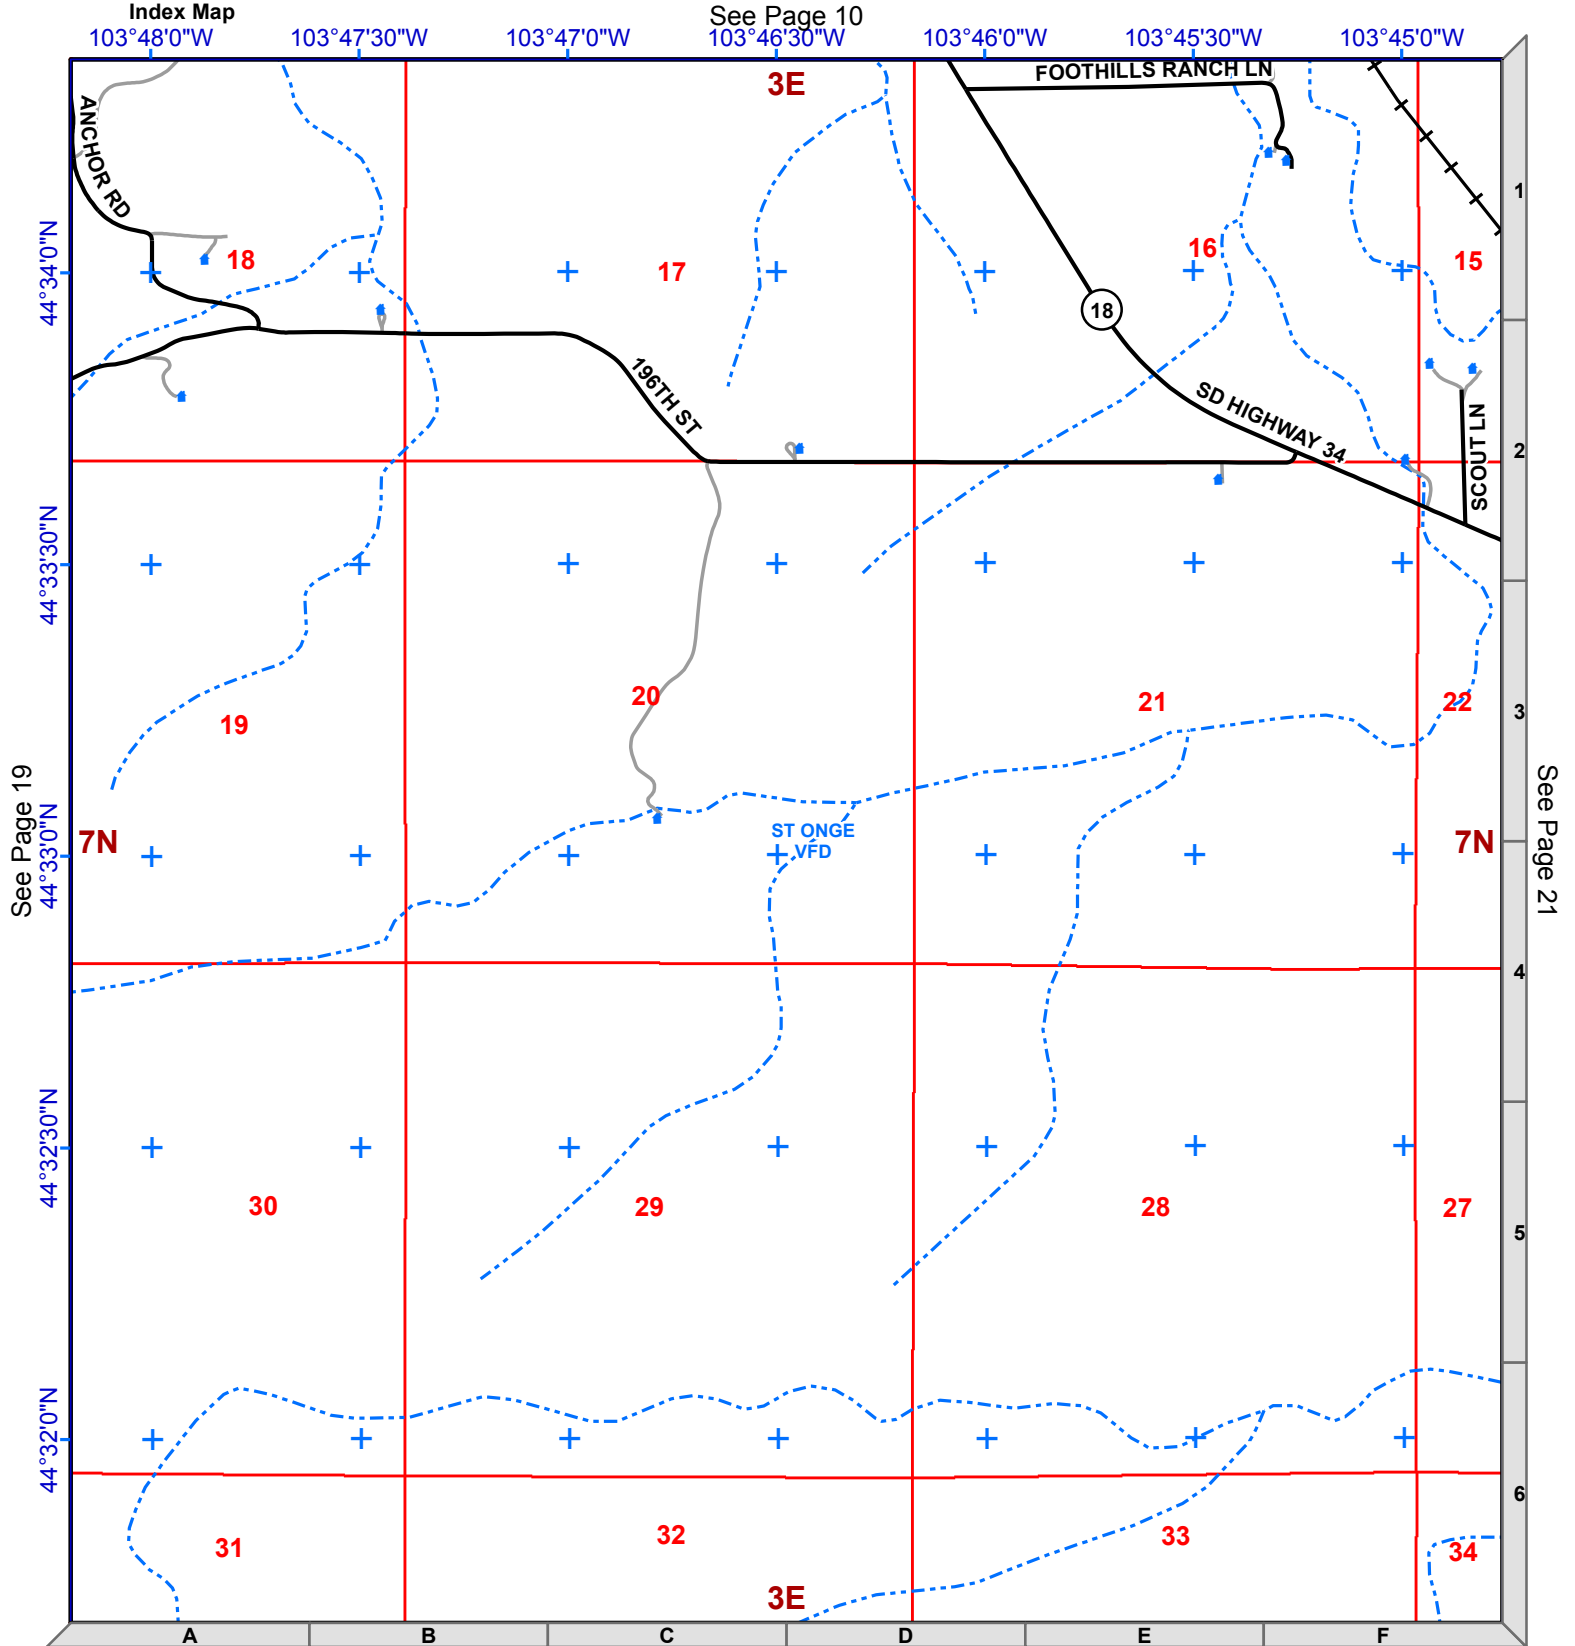 Index Map
See Page 10
103°48'0"W 103°47'30"W 103°47'0"W 103°46'30"W 103°46'0"W 103°45'30"W 103°45'0"W
3E
FOOTHILLS RANCH LN
ANCHOR RD
1
44°34'0"N
18
17
16
15
18
196TH ST
SD HIGHWAY 34
SCOUT LN
2
44°33'30"N
19
20
21
22
3
See Page 19
See Page 21
44°33'0"N
7N
ST ONGE
VFD
7N
4
44°32'30"N
30
29
28
27
5
44°32'0"N
6
31
32
33
34
3E
A B C D E F